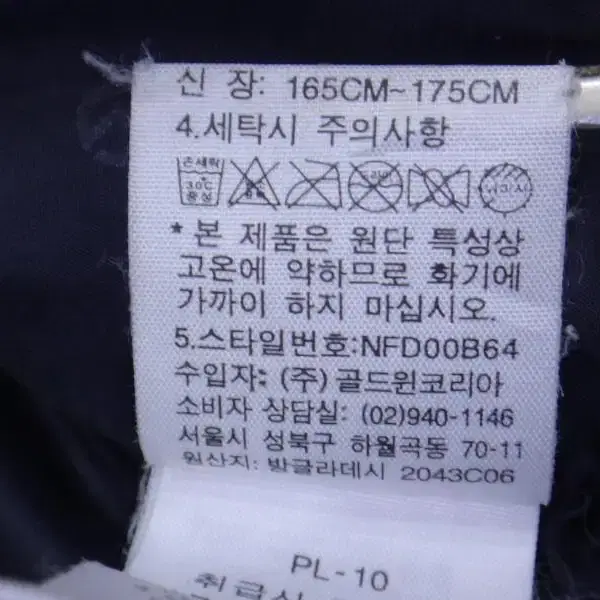 신 장: 165CM~175CM
4.세탁시 주의사항
손세탁
30℃
중성
* 본 제품은 원단 특성상
고온에 약하므로 화기에
가까이 하지 마십시오.
5.스타일번호:NFD00B64
수입자: (주)골드윈코리아
소비자 상담실: (02)940-1146
서울시 성북구 하월곡동 70-11
원산지: 방글라데시 2043C06
PL-10
취급시